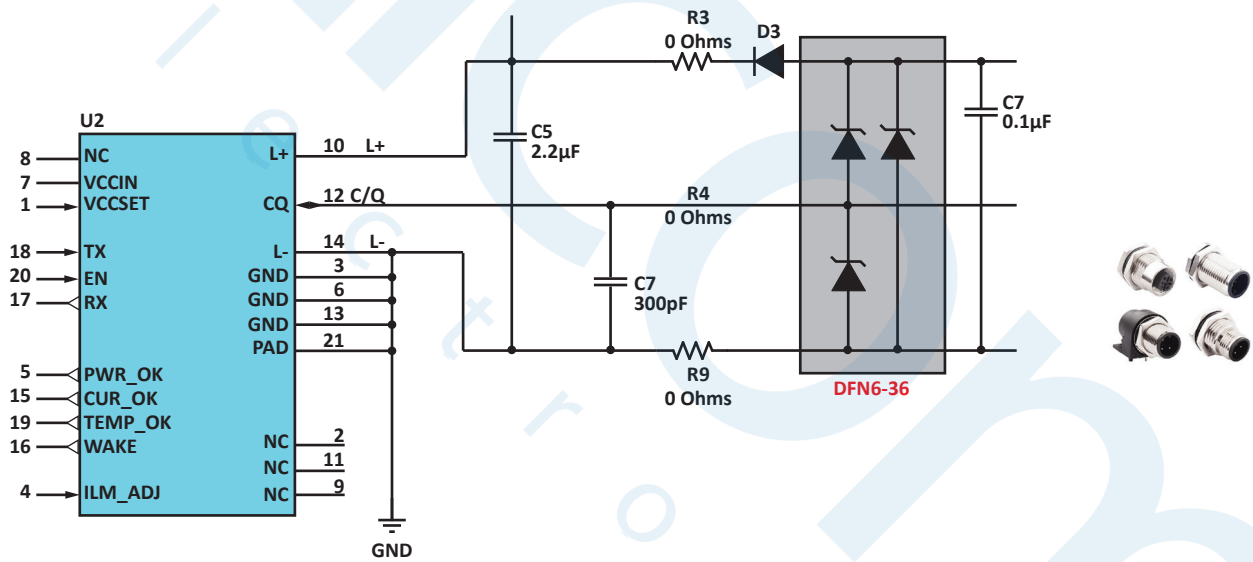 R3
0 Ohms
D3
U2
C7
0.1µF
C5
2.2µF
8 NC
L+ 10 L+
7 VCCIN
1 VCCSET
CQ 12 C/Q
R4
0 Ohms
18 TX
L- 14 L-
20 EN
GND 3
17 RX
GND 6
C7
300pF
GND 13
PAD 21
5 PWR_OK
R9
0 Ohms
DFN6-36
15 CUR_OK
19 TEMP_OK
16 WAKE
NC 2
NC 11
4 ILM_ADJ
NC 9
GND